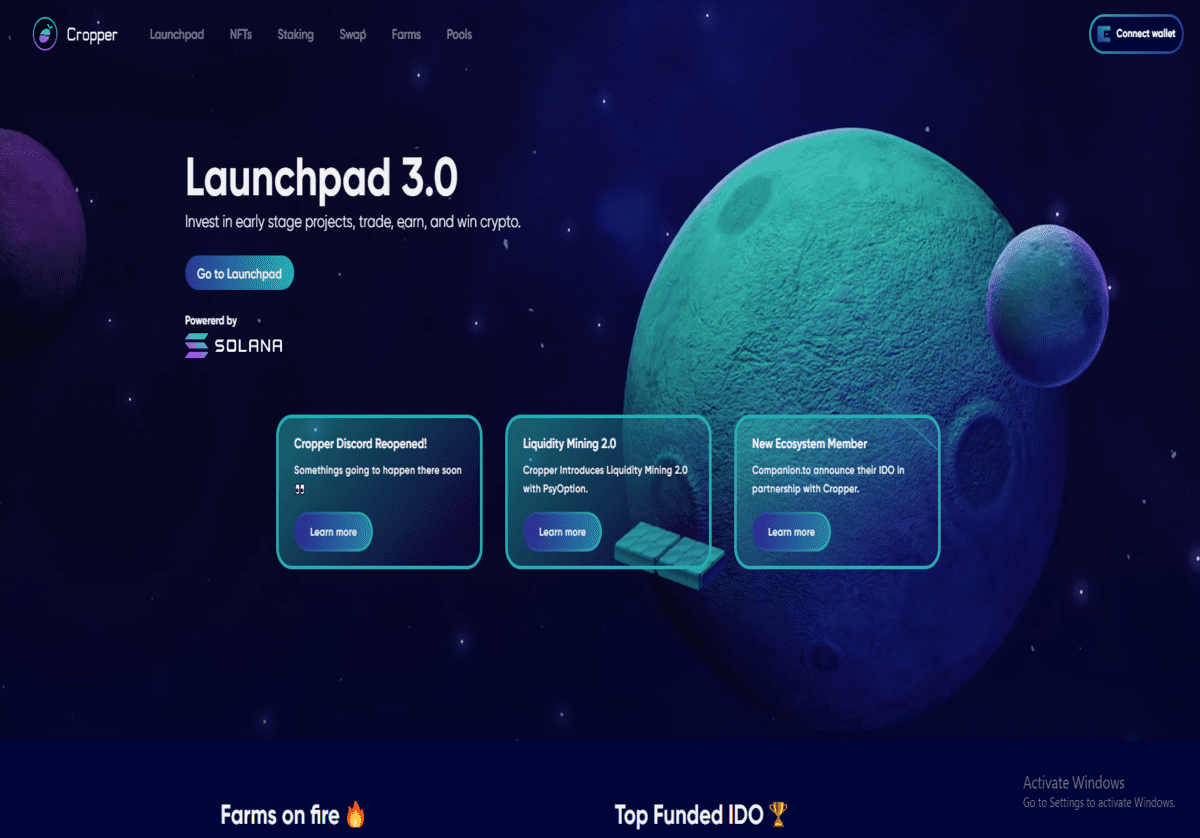 Cropper
Launchpad
NFTs
Staking
Swap
Farms
Pools
Connect wallet
Launchpad 3.0
Invest in early stage projects, trade, earn, and win crypto.
Go to Launchpad
Powererd by
SOLANA
Cropper Discord Reopened!
Somethings going to happen there soon
👀
Learn more
Liquidity Mining 2.0
Cropper Introduces Liquidity Mining 2.0
with PsyOption.
Learn more
New Ecosystem Member
Companion.to announce their IDO in
partnership with Cropper.
Learn more
Farms on fire 🔥
Top Funded IDO 🏆
Activate Windows
Go to Settings to activate Windows.